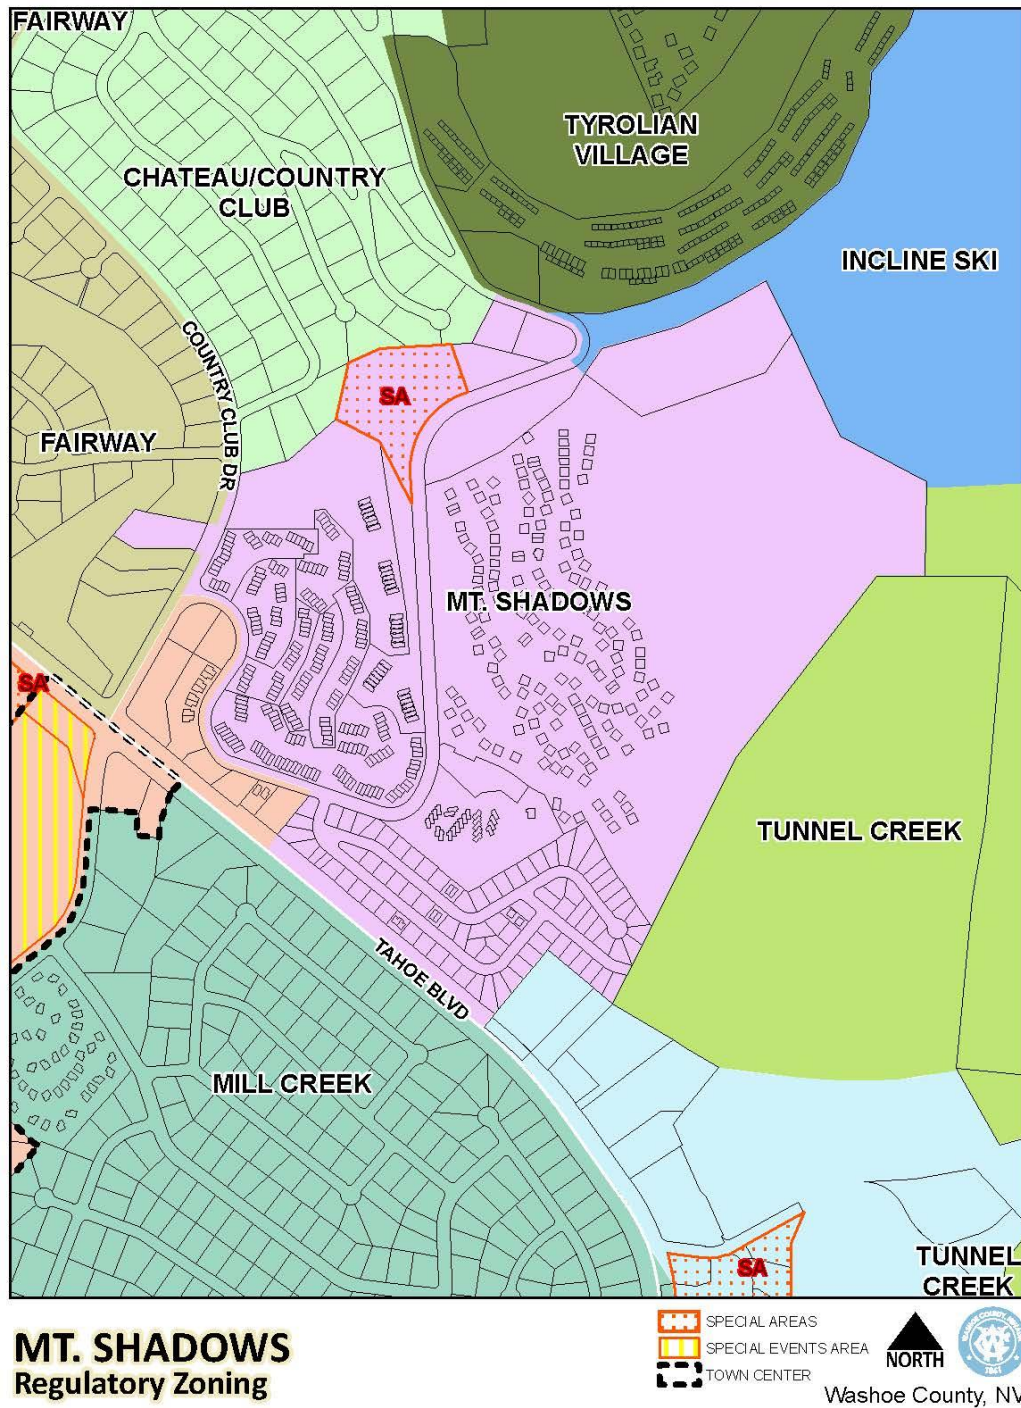 FAIRWAY
TYROLIAN
VILLAGE
CHATEAU/COUNTRY
CLUB
INCLINE SKI
COUNTRY CLUB DR
SA
FAIRWAY
MT. SHADOWS
SA
TUNNEL CREEK
TAHOE BLVD
MILL CREEK
SA
TUNNEL
CREEK
MT. SHADOWS
Regulatory Zoning
SPECIAL AREAS
SPECIAL EVENTS AREA
TOWN CENTER
NORTH
1861
Washoe County, NV